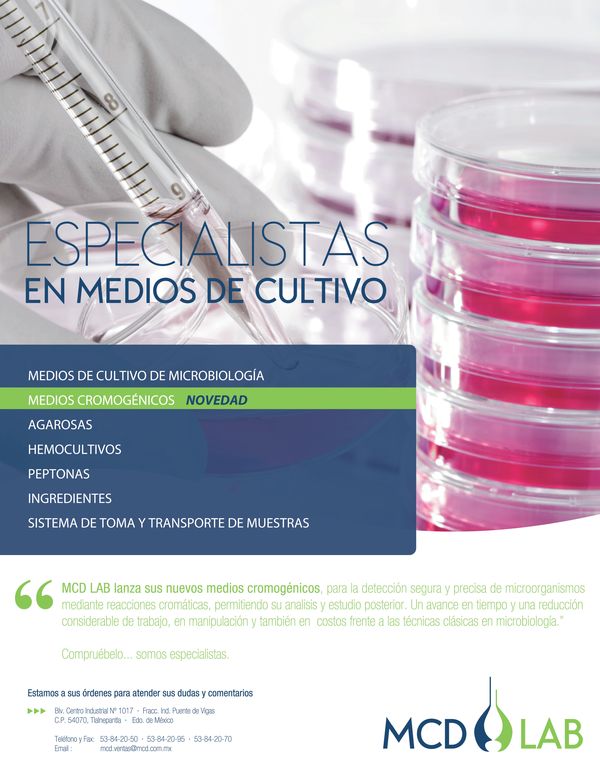 7
8
9
ESPECIALISTAS
EN MEDIOS DE CULTIVO
MEDIOS DE CULTIVO DE MICROBIOLOGÍA
MEDIOS CROMOGÉNICOS NOVEDAD
AGAROSAS
HEMOCULTIVOS
PEPTONAS
INGREDIENTES
SISTEMA DE TOMA Y TRANSPORTE DE MUESTRAS
“ MCD LAB lanza sus nuevos medios cromogénicos, para la detección segura y precisa de microorganismos
mediante reacciones cromáticas, permitiendo su analisis y estudio posterior. Un avance en tiempo y una reducción
considerable de trabajo, en manipulación y también en costos frente a las técnicas clásicas en microbiología.”
Compruébelo... somos especialistas.
Estamos a sus órdenes para atender sus dudas y comentarios
Blv. Centro Industrial Nº 1017 - Fracc. Ind. Puente de Vigas
C.P. 54070, Tlalnepantla - Edo. de México
Teléfono y Fax: 53-84-20-50 · 53-84-20-95 · 53-84-20-70
Email : mcd.ventas@mcd.com.mx
MCD LAB